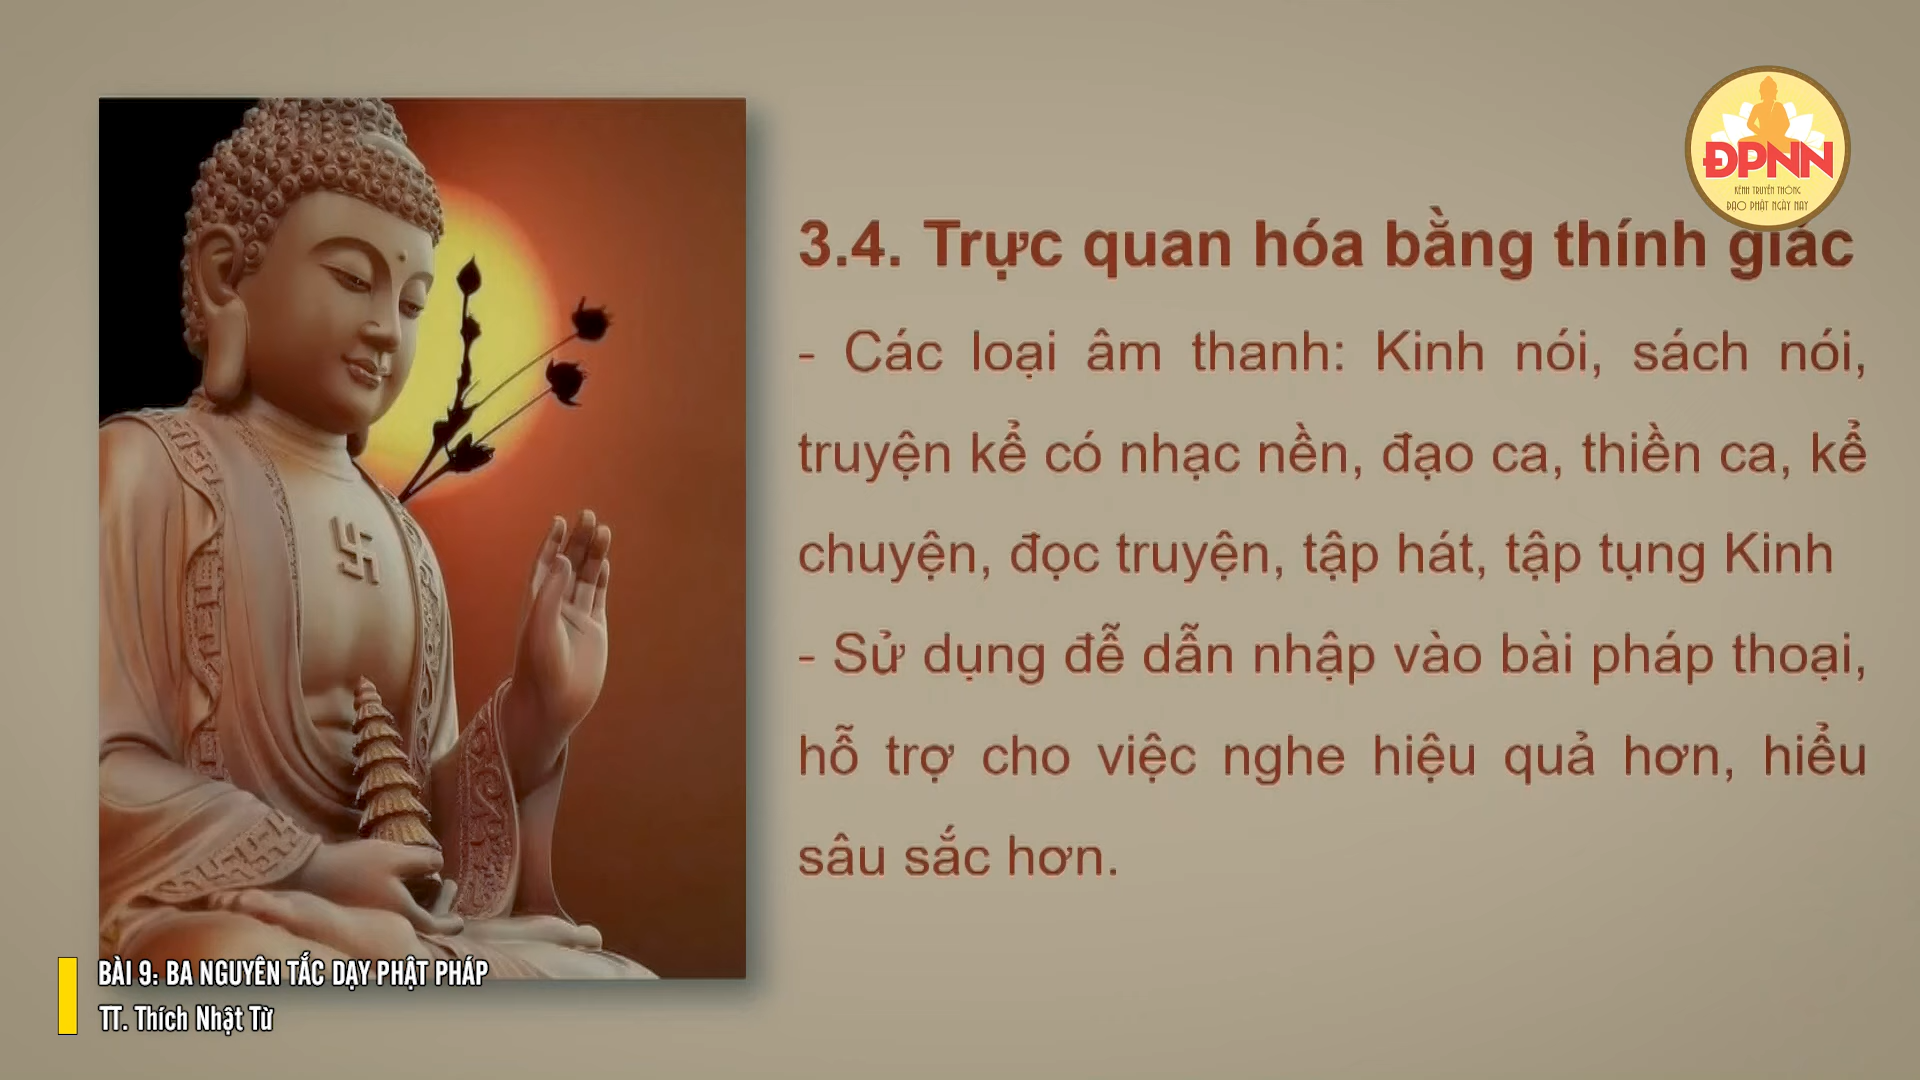 ĐPNN
KÊNH TRUYỀN THÔNG
ĐẠO PHẬT NGÀY NAY
3.4. Trực quan hóa bằng thính giác
- Các loại âm thanh: Kinh nói, sách nói,
truyện kể có nhạc nền, đạo ca, thiền ca, kể
chuyện, đọc truyện, tập hát, tập tụng Kinh
- Sử dụng đễ dẫn nhập vào bài pháp thoại,
hỗ trợ cho việc nghe hiệu quả hơn, hiểu
sâu sắc hơn.
BÀI 9: BA NGUYÊN TẮC DẠY PHẬT PHÁP
TT. Thích Nhật Từ